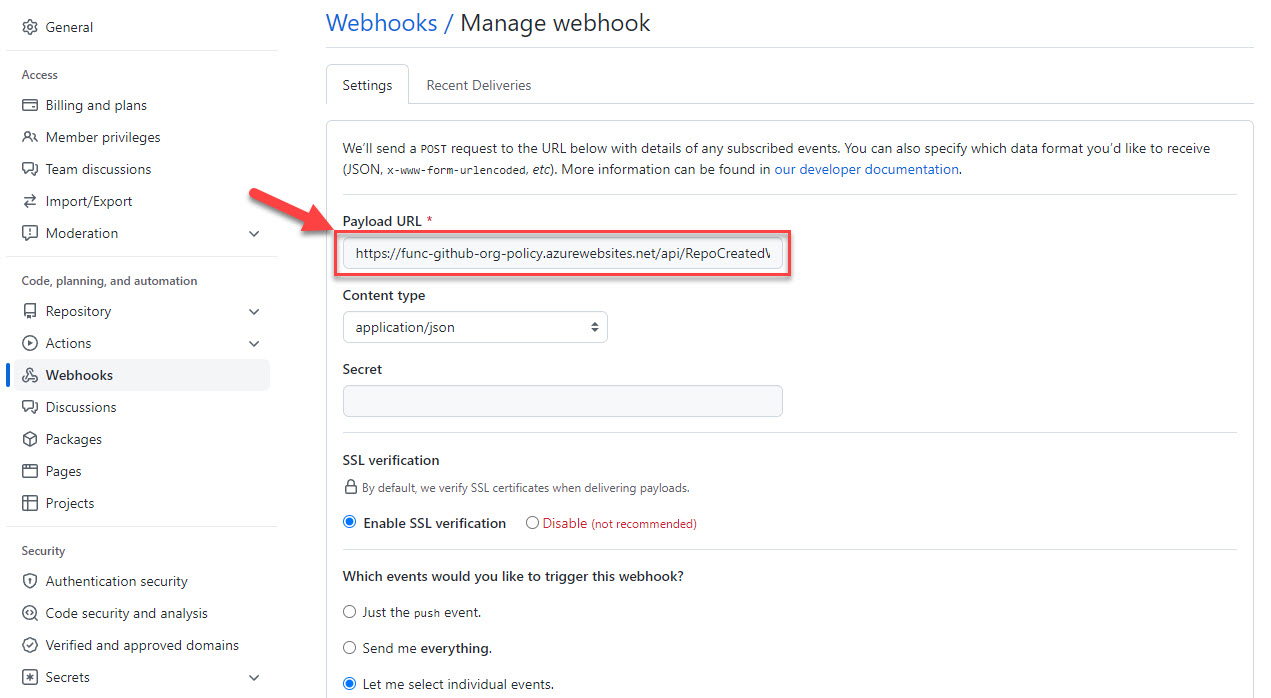 General
Access
Billing and plans
Member privileges
Team discussions
Import/Export
Moderation
Code, planning, and automation
Repository
Actions
Webhooks
Discussions
Packages
Pages
Projects
Security
Authentication security
Code security and analysis
Verified and approved domains
Secrets
Webhooks / Manage webhook
Settings
Recent Deliveries
We’ll send a POST request to the URL below with details of any subscribed events. You can also specify which data format you’d like to receive
(JSON, x-www-form-urlencoded, etc). More information can be found in our developer documentation.
Payload URL *
https://func-github-org-policy.azurewebsites.net/api/RepoCreated
Content type
application/json
Secret
SSL verification
By default, we verify SSL certificates when delivering payloads.
Enable SSL verification
Disable (not recommended)
Which events would you like to trigger this webhook?
Just the push event.
Send me everything.
Let me select individual events.